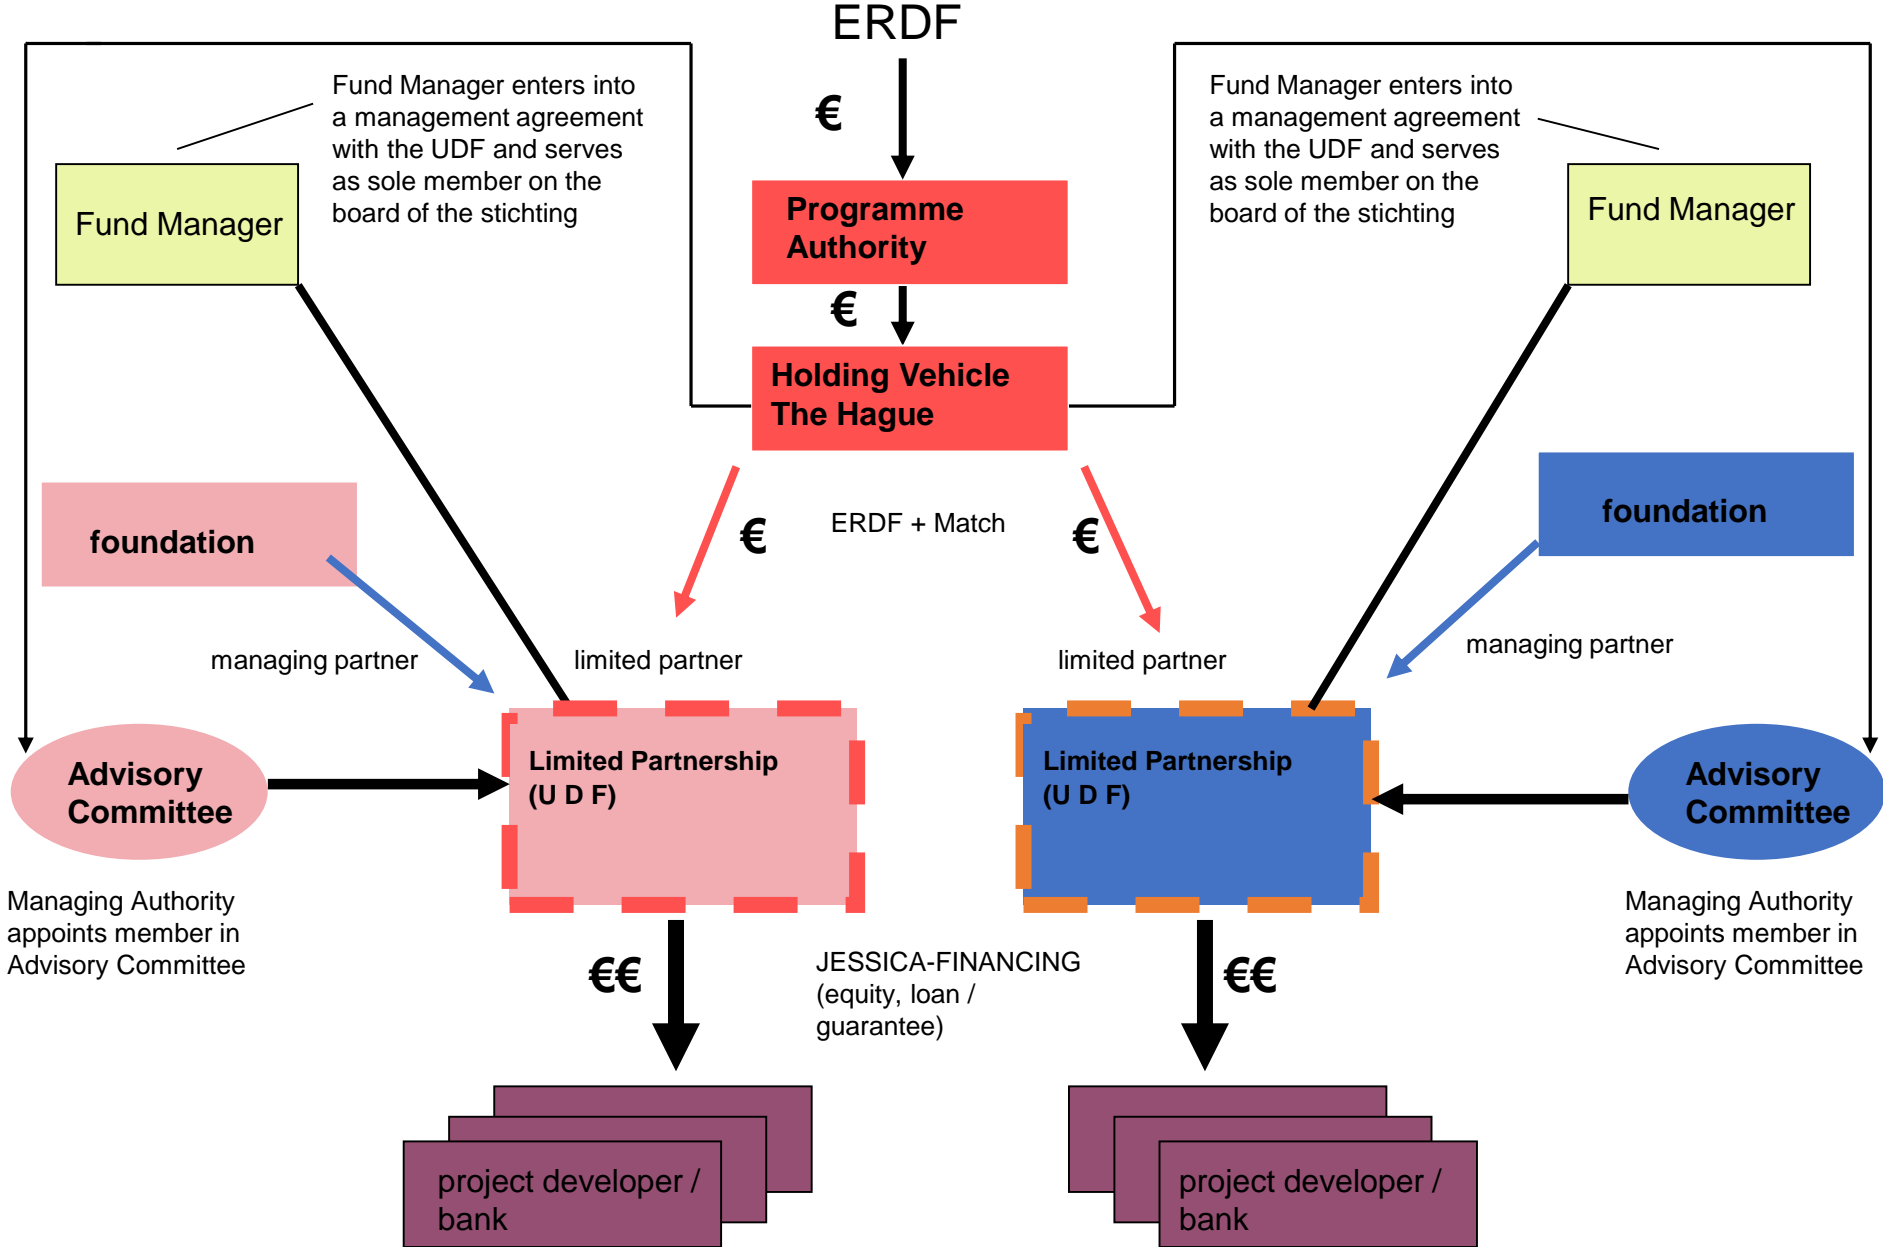 ERDF
Fund Manager enters into
a management agreement
with the UDF and serves
as sole member on the
board of the stichting
€
Fund Manager enters into
a management agreement
with the UDF and serves
as sole member on the
board of the stichting
Fund Manager
Programme
Authority
Fund Manager
€
Holding Vehicle
The Hague
foundation
€
ERDF + Match
€
foundation
managing partner
limited partner
limited partner
managing partner
Advisory
Committee
Limited Partnership
(U D F)
Limited Partnership
(U D F)
Advisory
Committee
Managing Authority
appoints member in
Advisory Committee
€€
JESSICA-FINANCING
(equity, loan /
guarantee)
€€
Managing Authority
appoints member in
Advisory Committee
project developer /
bank
project developer /
bank